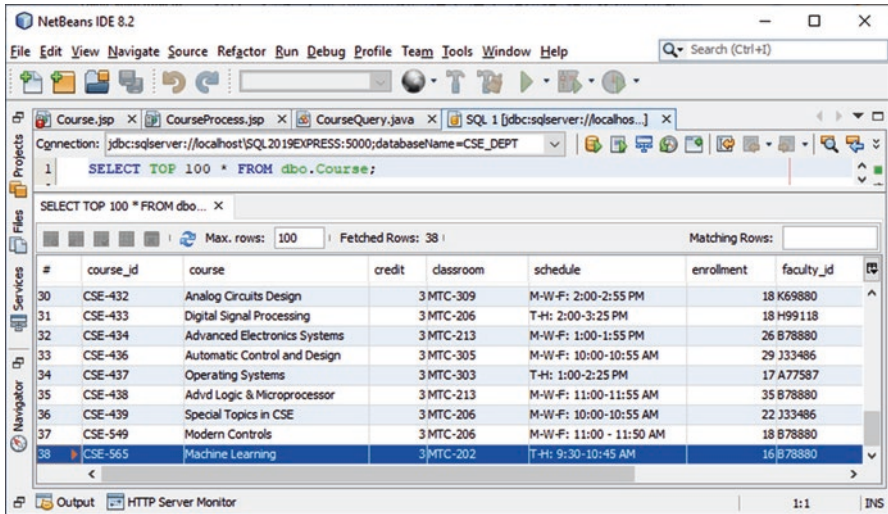 NetBeans IDE 8.2
File Edit View Navigate Source Refactor Run Debug Profile Team Tools Window Help
Search (Ctrl+I)
Course.jsp CourseProcess.jsp CourseQuery.java SQL 1 [jdbc:sqlserver://localhos...]
Connection: jdbc:sqlserver://localhost\SQL2019EXPRESS:5000;databaseName=CSE_DEPT
1 SELECT TOP 100 * FROM dbo.Course;
SELECT TOP 100 * FROM dbo...
Max. rows: 100 Fetched Rows: 38 Matching Rows:
# course_id course credit classroom schedule enrollment faculty_id
30 CSE-432 Analog Circuits Design 3 MTC-309 M-W-F: 2:00-2:55 PM 18 K69880
31 CSE-433 Digital Signal Processing 3 MTC-206 T-H: 2:00-3:25 PM 18 H99118
32 CSE-434 Advanced Electronics Systems 3 MTC-213 M-W-F: 1:00-1:55 PM 26 B78880
33 CSE-436 Automatic Control and Design 3 MTC-305 M-W-F: 10:00-10:55 AM 29 J33486
34 CSE-437 Operating Systems 3 MTC-303 T-H: 1:00-2:25 PM 17 A77587
35 CSE-438 Advd Logic & Microprocessor 3 MTC-213 M-W-F: 11:00-11:55 AM 35 B78880
36 CSE-439 Special Topics in CSE 3 MTC-206 M-W-F: 10:00-10:55 AM 22 J33486
37 CSE-549 Modern Controls 3 MTC-206 M-W-F: 11:00 - 11:50 AM 18 B78880
38 CSE-565 Machine Learning 3 MTC-202 T-H: 9:30-10:45 AM 16 B78880
Projects
Files
Services
Navigator
Output HTTP Server Monitor
1:1 INS